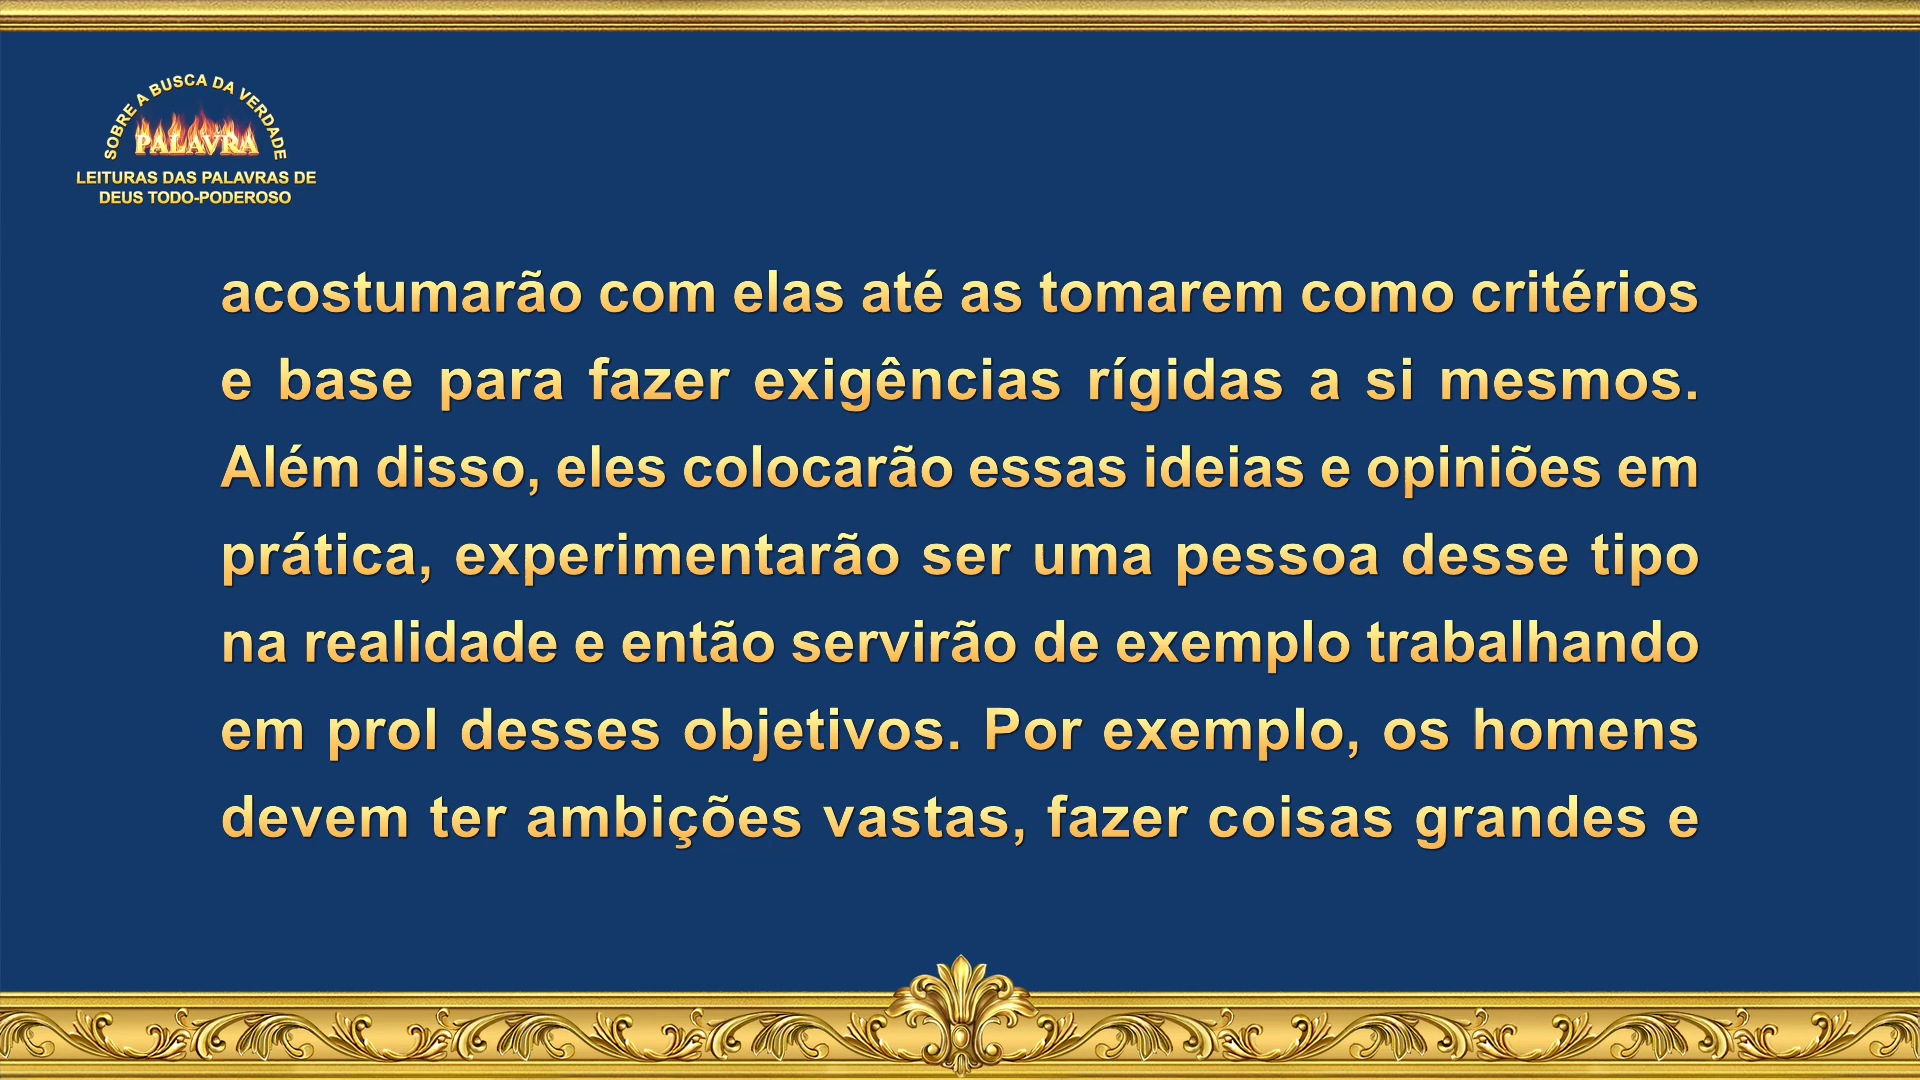 SOBRE A BUSCA DA VERDADE
PALAVRA
LEITURAS DAS PALAVRAS DE
DEUS TODO-PODEROSO
acostumarão com elas até as tomarem como critérios
e base para fazer exigências rígidas a si mesmos.
Além disso, eles colocarão essas ideias e opiniões em
prática, experimentarão ser uma pessoa desse tipo
na realidade e então servirão de exemplo trabalhando
em prol desses objetivos. Por exemplo, os homens
devem ter ambições vastas, fazer coisas grandes e